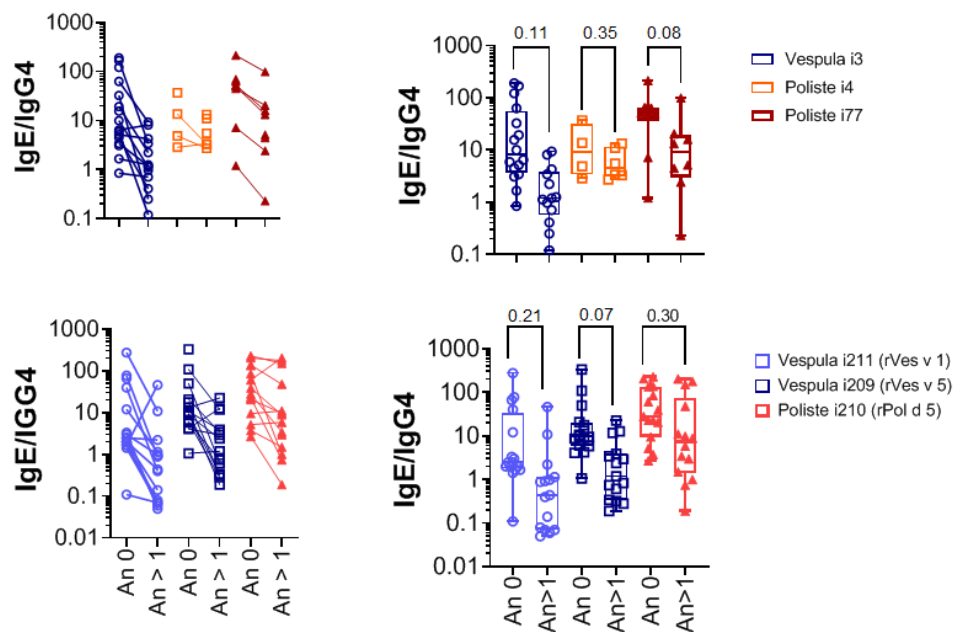 1000
100
10
1
0.1
IgE/IgG4
0.11 0.35 0.08
1000
100
10
1
0.1
IgE/IgG4
Vespula i3
Poliste i4
Poliste i77
1000
100
10
1
0.1
0.01
IgE/IGG4
An 0 An > 1 An 0 An > 1 An 0 An > 1
0.21 0.07 0.30
1000
100
10
1
0.1
0.01
IgE/IgG4
An 0 An>1 An 0 An>1 An 0 An>1
Vespula i211 (rVes v 1)
Vespula i209 (rVes v 5)
Poliste i210 (rPol d 5)